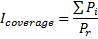 I_coverage = ∑ P_i / P_r